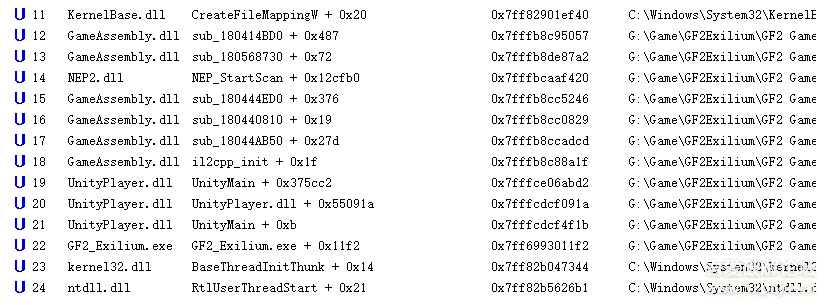 U 11 KernelBase.dll CreateFileMappingW + 0x20 0x7ff82901ef40 C:\Windows\System32\KernelB
U 12 GameAssembly.dll sub_180414BD0 + 0x487 0x7fffb8c95057 G:\Game\GF2Exilium\GF2 Game
U 13 GameAssembly.dll sub_180568730 + 0x72 0x7fffb8de87a2 G:\Game\GF2Exilium\GF2 Game
U 14 NEP2.dll NEP_StartScan + 0x12cfb0 0x7fffbcaaf420 G:\Game\GF2Exilium\GF2 Game
U 15 GameAssembly.dll sub_180444ED0 + 0x376 0x7fffb8cc5246 G:\Game\GF2Exilium\GF2 Game
U 16 GameAssembly.dll sub_180440810 + 0x19 0x7fffb8cc0829 G:\Game\GF2Exilium\GF2 Game
U 17 GameAssembly.dll sub_18044AB50 + 0x27d 0x7fffb8ccadcd G:\Game\GF2Exilium\GF2 Game
U 18 GameAssembly.dll il2cpp_init + 0x1f 0x7fffb8c88a1f G:\Game\GF2Exilium\GF2 Game
U 19 UnityPlayer.dll UnityMain + 0x375cc2 0x7fffce06abd2 G:\Game\GF2Exilium\GF2 Game
U 20 UnityPlayer.dll UnityPlayer.dll + 0x55091a 0x7fffcdcf091a G:\Game\GF2Exilium\GF2 Game
U 21 UnityPlayer.dll UnityMain + 0xb 0x7fffcdcf4f1b G:\Game\GF2Exilium\GF2 Game
U 22 GF2_Exilium.exe GF2_Exilium.exe + 0x11f2 0x7ff6993011f2 G:\Game\GF2Exilium\GF2 Game
U 23 kernel32.dll BaseThreadInitThunk + 0x14 0x7ff82b047344 C:\Windows\System32\kernel32
U 24 ntdll.dll RtlUserThreadStart + 0x21 0x7ff82b5626b1 C:\Windows\System32\ntdll.d